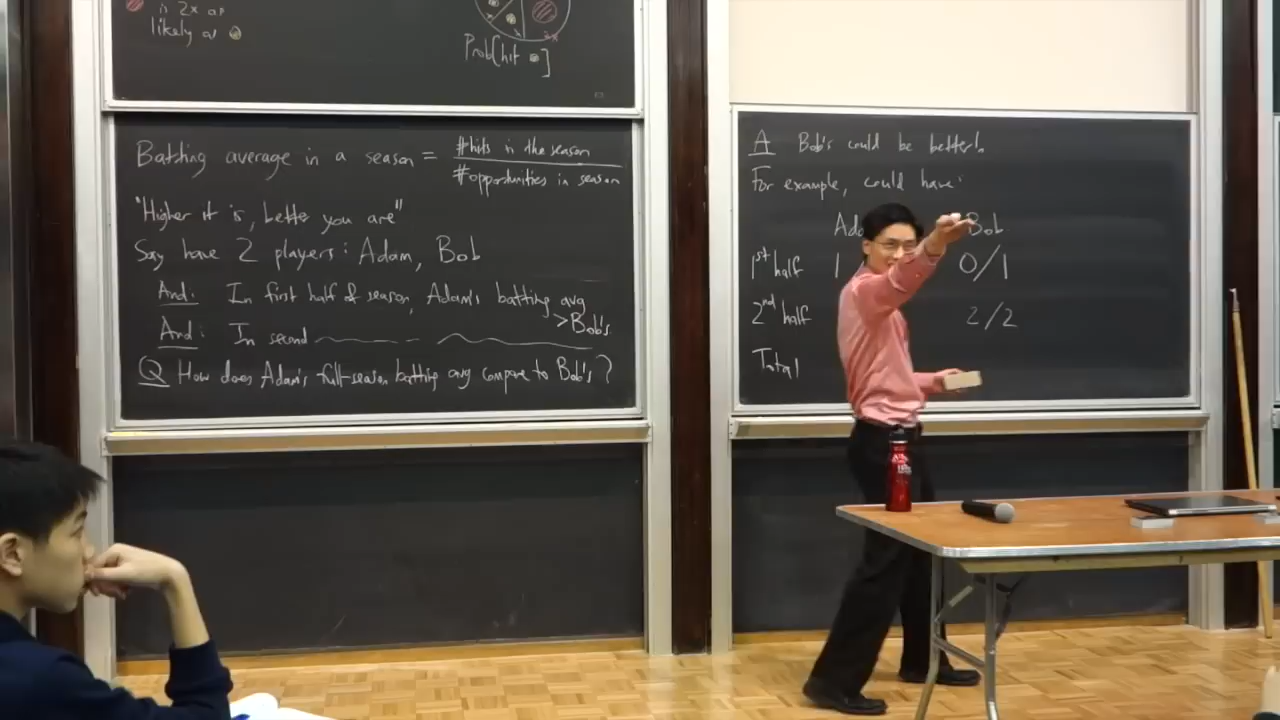 is 2x as
likely as
Prob[hit ]
Batting average in a season = #hits in the season
#opportunities in season
"Higher it is, better you are"
Say have 2 players: Adam, Bob
And: In first half of season, Adam's batting avg
> Bob's
And: In second
Q How does Adam's full-season batting avg compare to Bob's?
A Bob's could be better!
For example, could have:
Bob
1st half 1 0/1
2nd half 2/2
Total